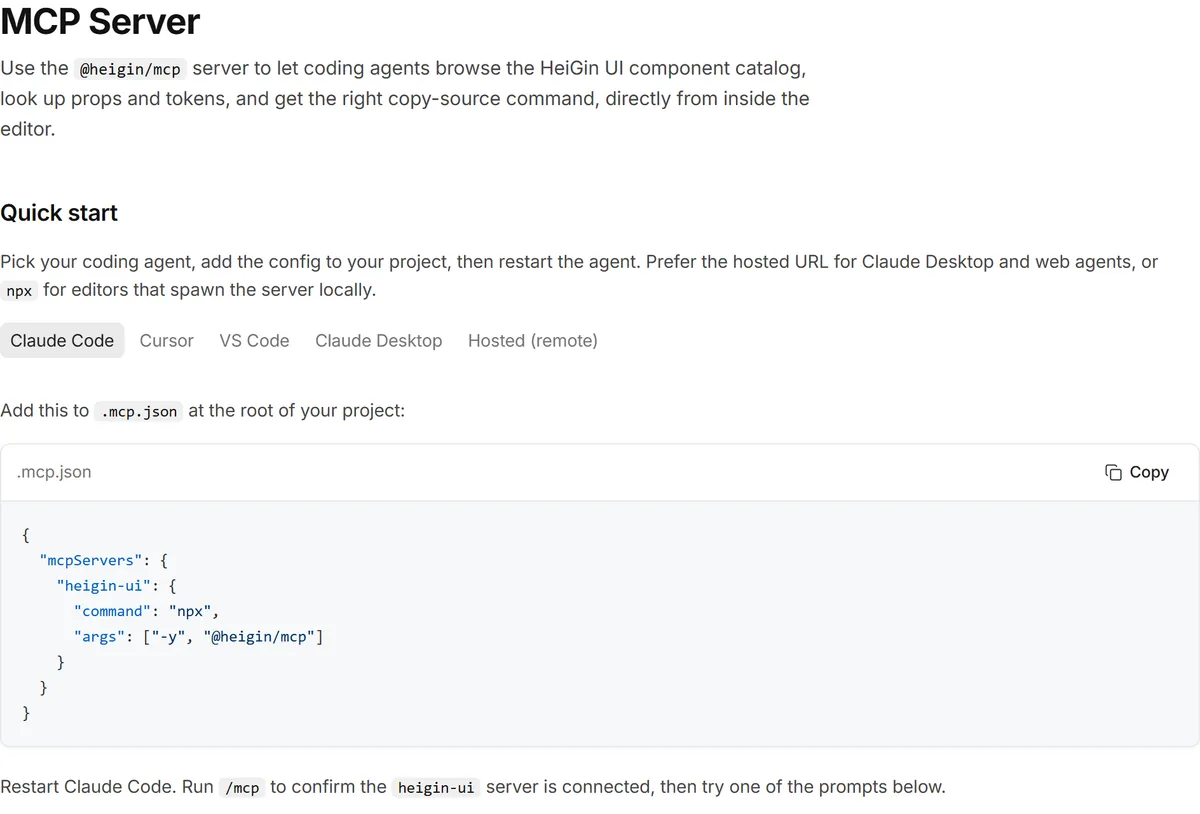 MCP Server
Use the @heigin/mcp server to let coding agents browse the HeiGin UI component catalog,
look up props and tokens, and get the right copy-source command, directly from inside the
editor.
Quick start
Pick your coding agent, add the config to your project, then restart the agent. Prefer the hosted URL for Claude Desktop and web agents, or
npx for editors that spawn the server locally.
Claude Code Cursor VS Code Claude Desktop Hosted (remote)
Add this to .mcp.json at the root of your project:
.mcp.json Copy
{
  "mcpServers": {
    "heigin-ui": {
      "command": "npx",
      "args": ["-y", "@heigin/mcp"]
    }
  }
}
Restart Claude Code. Run /mcp to confirm the heigin-ui server is connected, then try one of the prompts below.